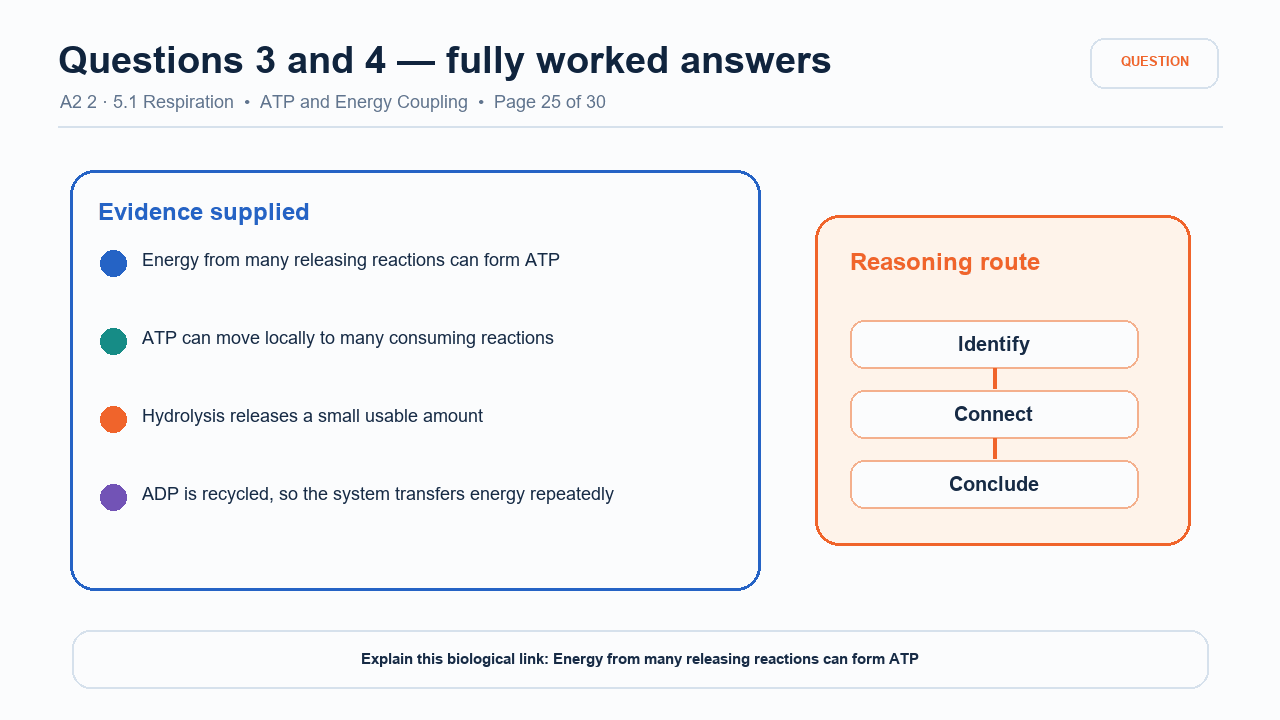 Questions 3 and 4 — fully worked answers
QUESTION
A2 2 · 5.1 Respiration • ATP and Energy Coupling • Page 25 of 30
Evidence supplied
Energy from many releasing reactions can form ATP
ATP can move locally to many consuming reactions
Hydrolysis releases a small usable amount
ADP is recycled, so the system transfers energy repeatedly
Reasoning route
Identify
Connect
Conclude
Explain this biological link: Energy from many releasing reactions can form ATP